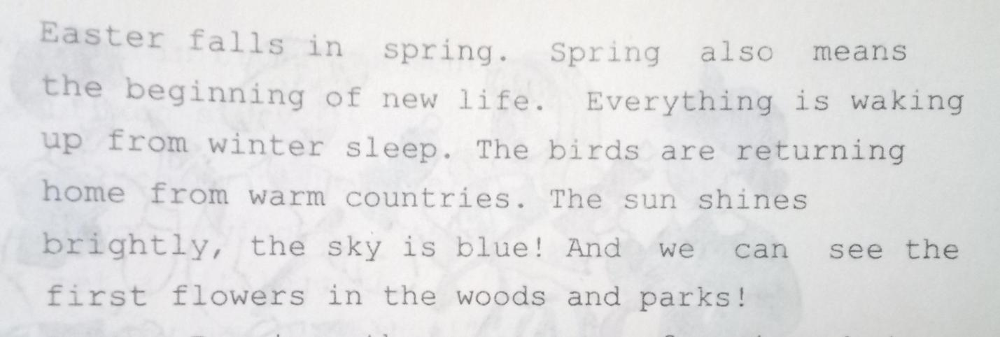 Easter falls in spring. Spring also means
the beginning of new life. Everything is waking
up from winter sleep. The birds are returning
home from warm countries. The sun shines
brightly, the sky is blue! And we can see the
first flowers in the woods and parks!